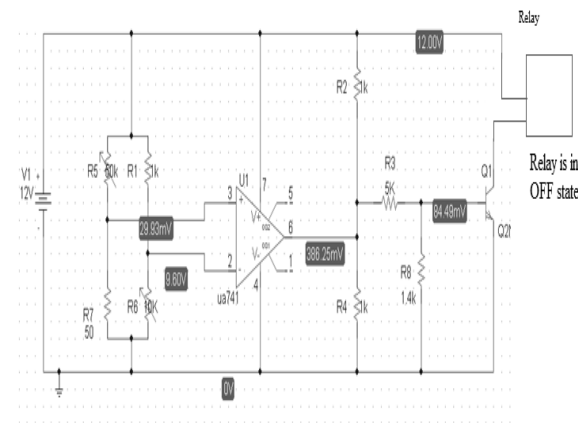 Relay
12.00V
R2
1k
R3
5K
Q1
Relay is in
OFF state
V1
+
12V
-
R5
50k
R1
1k
U1
3
+
7
5
V+
OS2
6
29.93mV
84.49mV
386.25mV
OS1
V-
1
2
-
4
9.60V
ua741
R7
50
R6
10K
R4
1k
R8
1.4k
0V